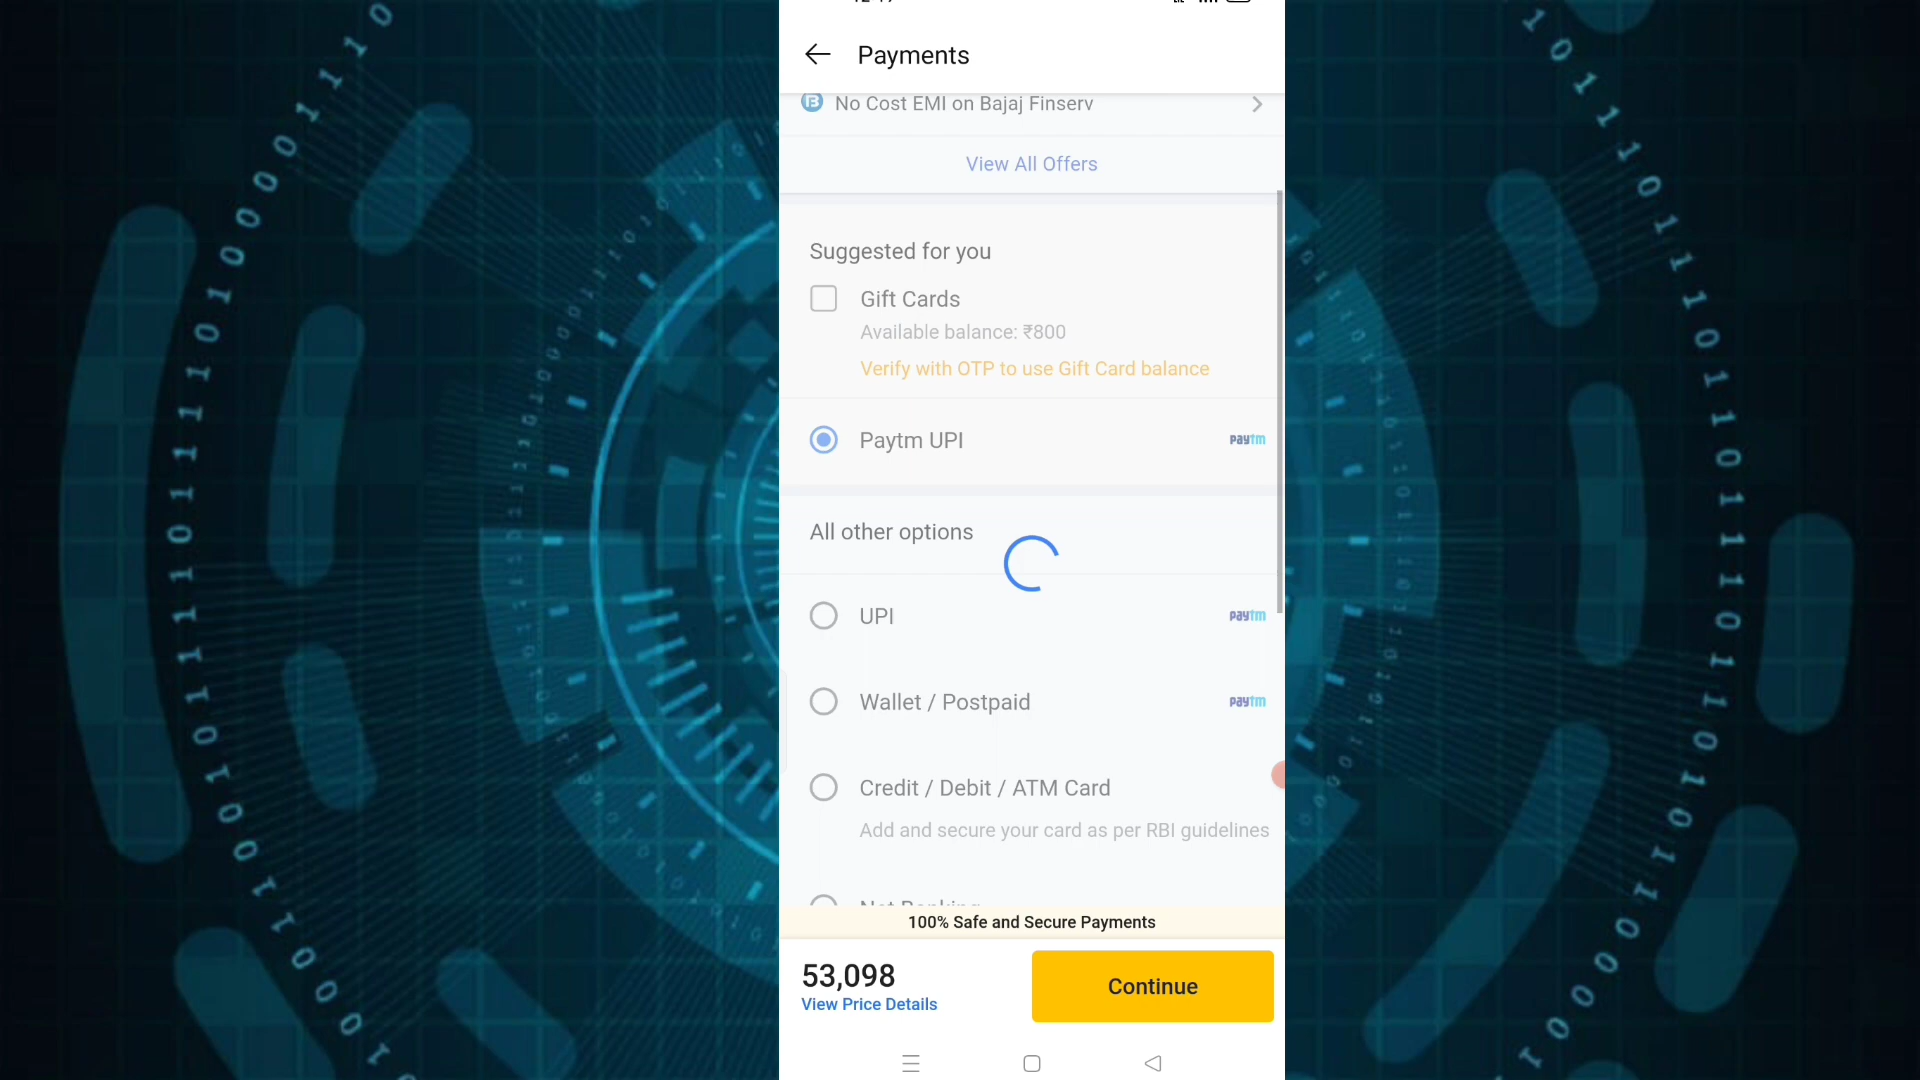 Payments
No Cost EMI on Bajaj Finserv
View All Offers
Suggested for you
Gift Cards
Available balance: ₹800
Verify with OTP to use Gift Card balance
Paytm UPI
paytm
All other options
UPI
paytm
Wallet / Postpaid
paytm
Credit / Debit / ATM Card
Add and secure your card as per RBI guidelines
Net Banking
100% Safe and Secure Payments
53,098
View Price Details
Continue